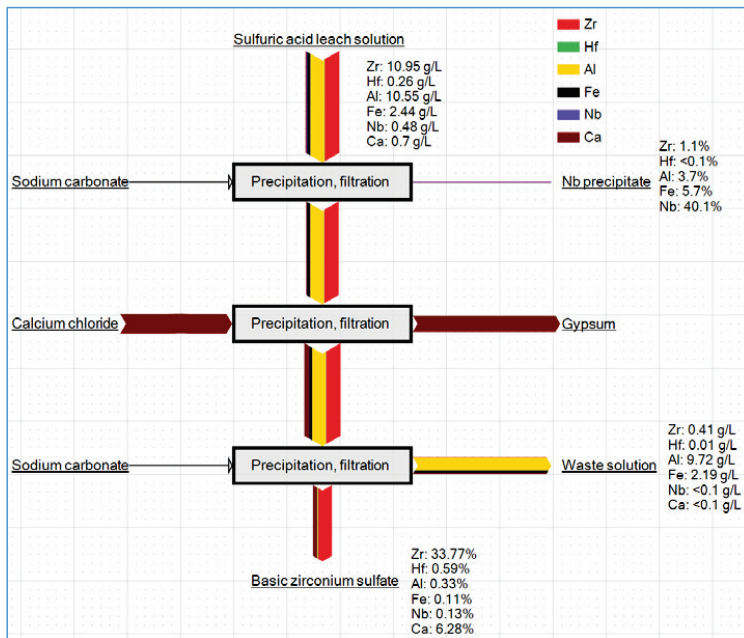 Sulfuric acid leach solution
Zr: 10.95 g/L
Hf: 0.26 g/L
Al: 10.55 g/L
Fe: 2.44 g/L
Nb: 0.48 g/L
Ca: 0.7 g/L
Zr
Hf
Al
Fe
Nb
Ca
Sodium carbonate
Precipitation, filtration
Nb precipitate
Zr: 1.1%
Hf: <0.1%
Al: 3.7%
Fe: 5.7%
Nb: 40.1%
Calcium chloride
Precipitation, filtration
Gypsum
Sodium carbonate
Precipitation, filtration
Waste solution
Zr: 0.41 g/L
Hf: 0.01 g/L
Al: 9.72 g/L
Fe: 2.19 g/L
Nb: <0.1 g/L
Ca: <0.1 g/L
Basic zirconium sulfate
Zr: 33.77%
Hf: 0.59%
Al: 0.33%
Fe: 0.11%
Nb: 0.13%
Ca: 6.28%